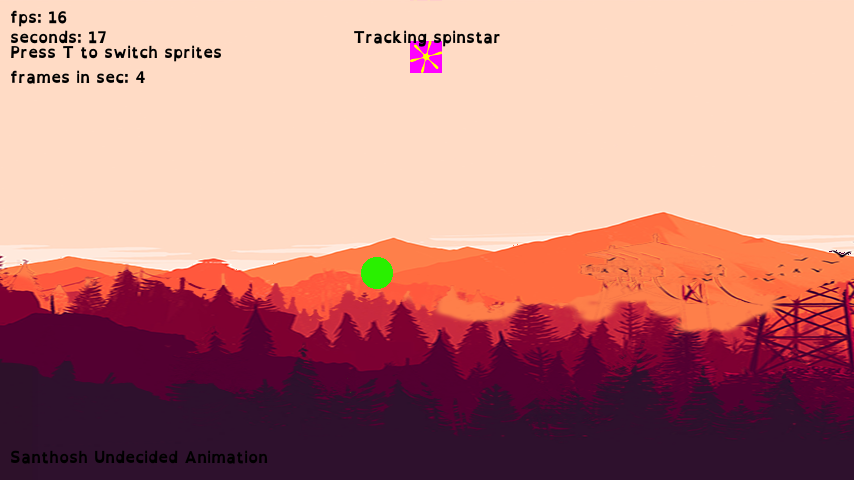 fps: 16
seconds: 17
Press T to switch sprites
frames in sec: 4
Tracking spinstar
Santhosh Undecided Animation